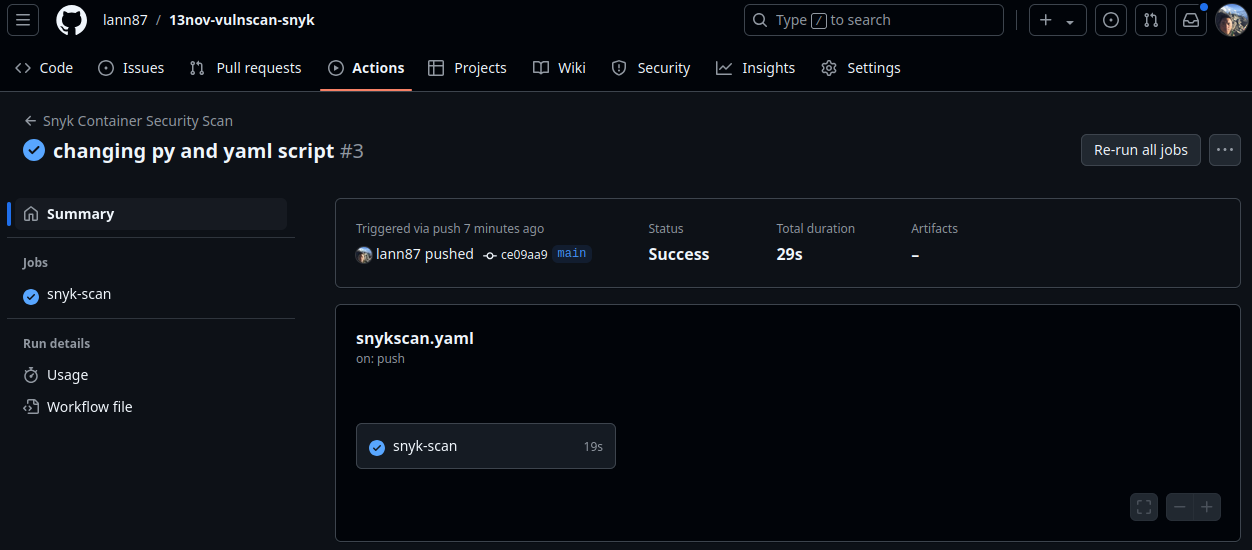 lann87 / 13nov-vulnscan-snyk
Type / to search
Code
Issues
Pull requests
Actions
Projects
Wiki
Security
Insights
Settings
Snyk Container Security Scan
changing py and yaml script #3
Re-run all jobs
Summary
Jobs
snyk-scan
Run details
Usage
Workflow file
Triggered via push 7 minutes ago
lann87 pushed ce09aa9 main
Status
Success
Total duration
29s
Artifacts
–
snykscan.yaml
on: push
snyk-scan 19s